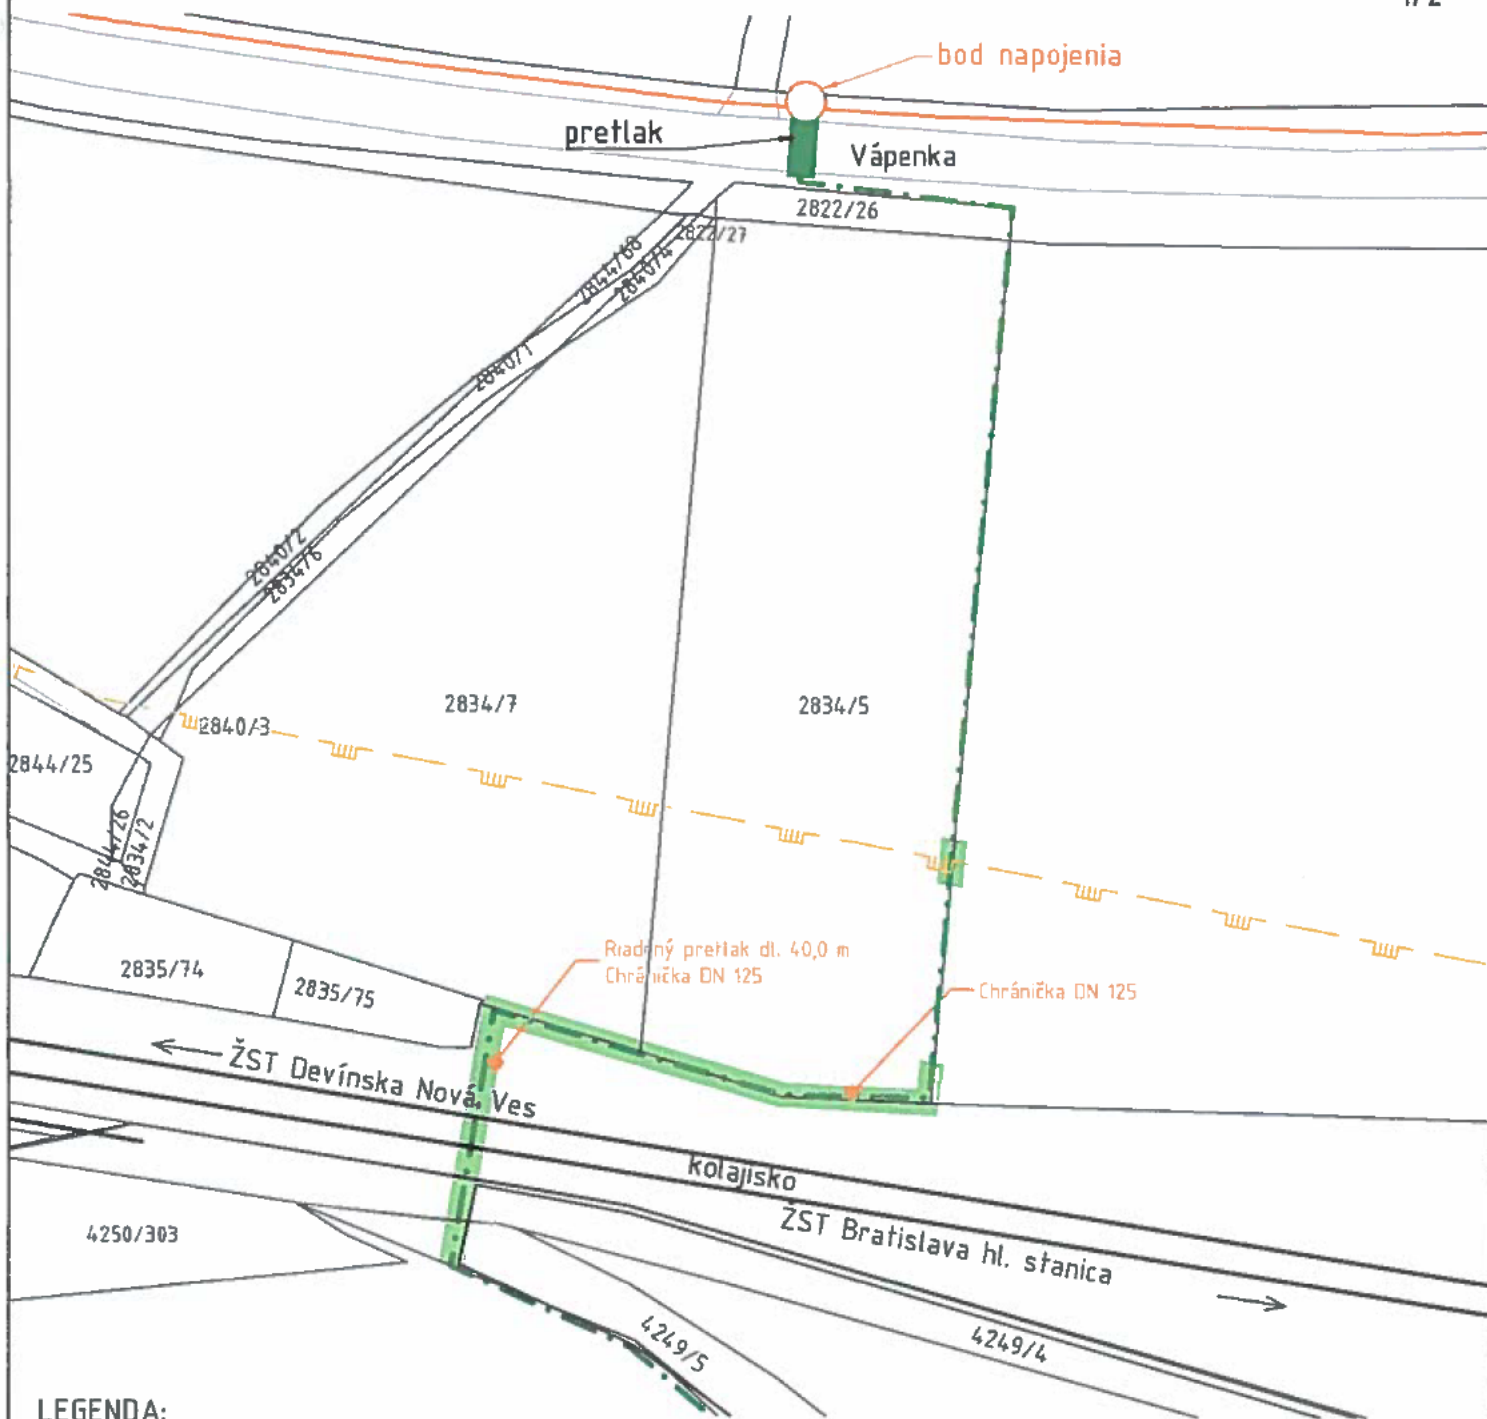 bod napojenia
pretlak
Vápenka
2822/26
2822/27
2844/68
2840/4
2840/1
2840/2
2834/6
2834/7
2834/5
2840/3
2844/25
2844/26
2834/2
Riadený pretlak dl. 40,0 m
Chránička DN 125
2835/74
2835/75
Chránička DN 125
ŽST Devínska Nová Ves
kolajisko
ŽST Bratislava hl. stanica
4250/303
4249/5
4249/4
LEGENDA: